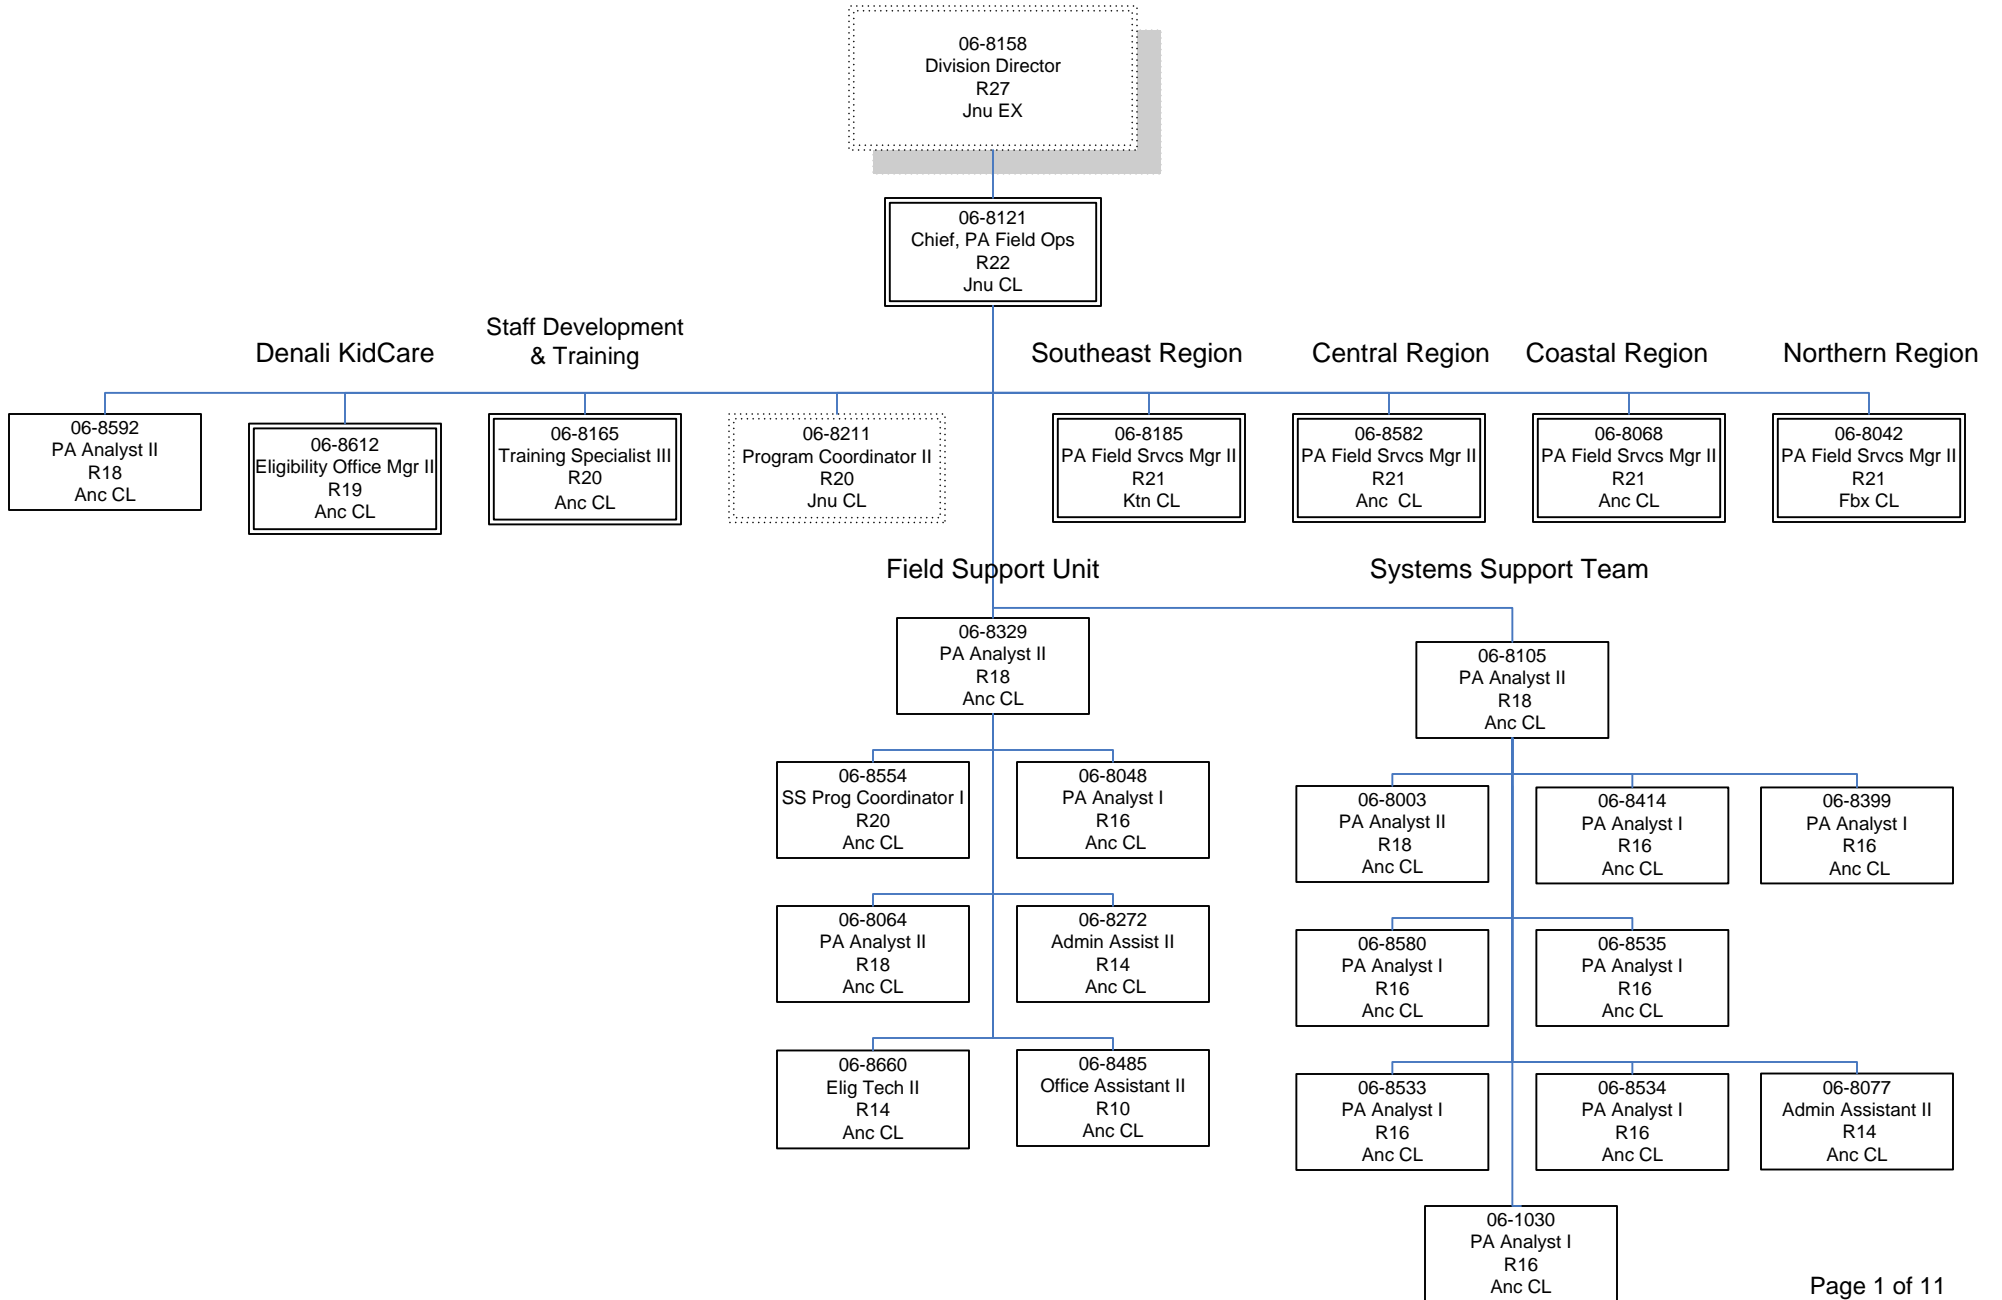 06-8158
Division Director
R27
Jnu EX
06-8121
Chief, PA Field Ops
R22
Jnu CL
Denali KidCare
Staff Development
& Training
Southeast Region
Central Region
Coastal Region
Northern Region
06-8592
PA Analyst II
R18
Anc CL
06-8612
Eligibility Office Mgr II
R19
Anc CL
06-8165
Training Specialist III
R20
Anc CL
06-8211
Program Coordinator II
R20
Jnu CL
06-8185
PA Field Srvcs Mgr II
R21
Ktn CL
06-8582
PA Field Srvcs Mgr II
R21
Anc  CL
06-8068
PA Field Srvcs Mgr II
R21
Anc CL
06-8042
PA Field Srvcs Mgr II
R21
Fbx CL
Field Support Unit
Systems Support Team
06-8329
PA Analyst II
R18
Anc CL
06-8105
PA Analyst II
R18
Anc CL
06-8554
SS Prog Coordinator I
R20
Anc CL
06-8048
PA Analyst I
R16
Anc CL
06-8003
PA Analyst II
R18
Anc CL
06-8414
PA Analyst I
R16
Anc CL
06-8399
PA Analyst I
R16
Anc CL
06-8064
PA Analyst II
R18
Anc CL
06-8272
Admin Assist II
R14
Anc CL
06-8580
PA Analyst I
R16
Anc CL
06-8535
PA Analyst I
R16
Anc CL
06-8660
Elig Tech II
R14
Anc CL
06-8485
Office Assistant II
R10
Anc CL
06-8533
PA Analyst I
R16
Anc CL
06-8534
PA Analyst I
R16
Anc CL
06-8077
Admin Assistant II
R14
Anc CL
06-1030
PA Analyst I
R16
Anc CL
Page 1 of 11